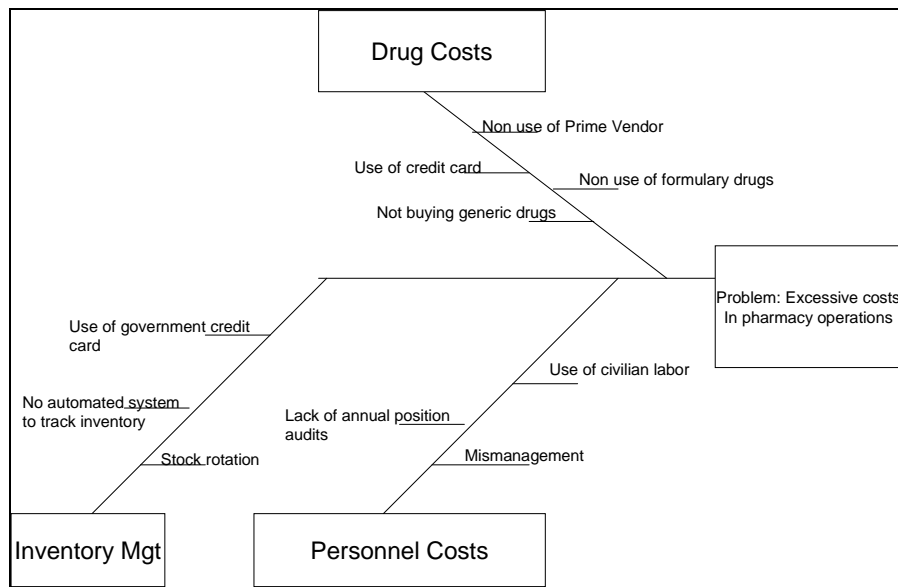 Drug Costs
Non use of Prime Vendor
Use of credit card
Non use of formulary drugs
Not buying generic drugs
Problem: Excessive costs
In pharmacy operations
Use of government credit
card
Use of civilian labor
No automated system
to track inventory
Lack of annual position
audits
Stock rotation
Mismanagement
Inventory Mgt
Personnel Costs